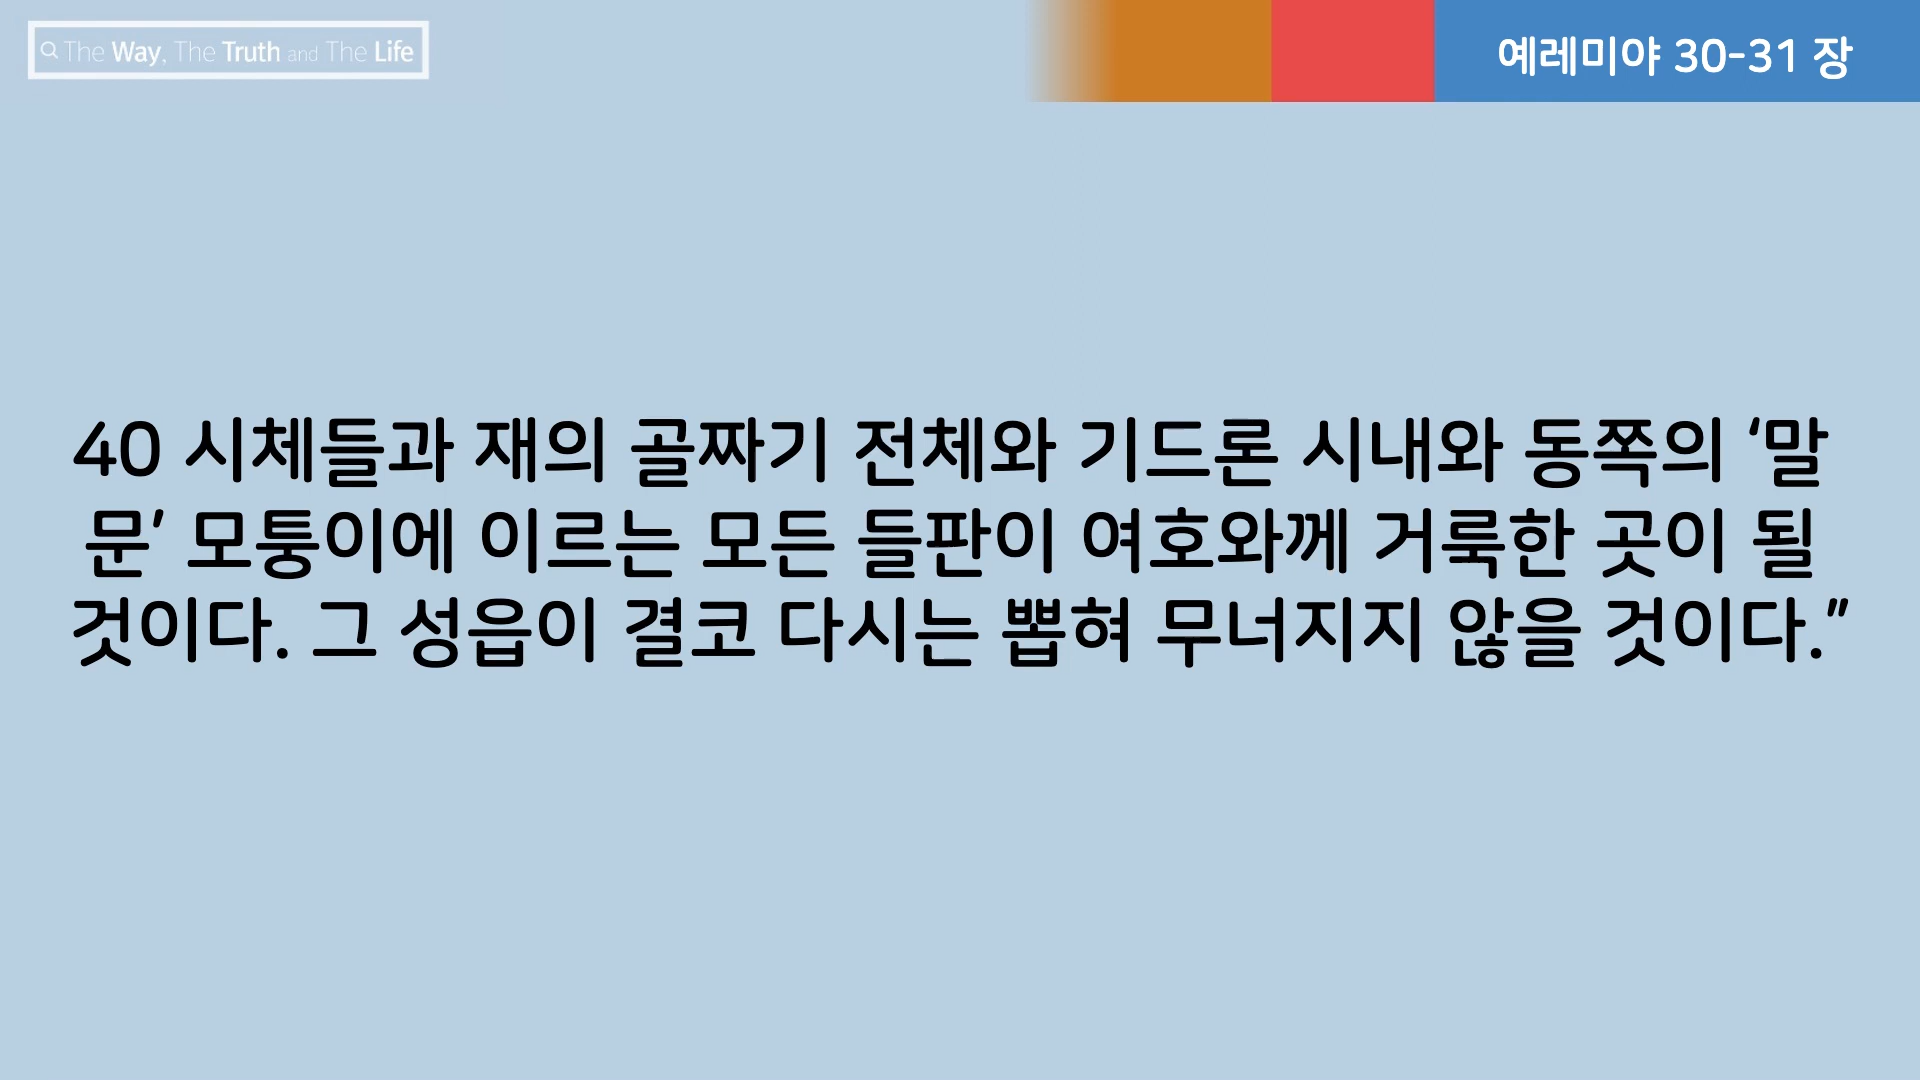 The Way, The Truth and The Life
예레미야 30-31 장
40 시체들과 재의 골짜기 전체와 기드론 시내와 동쪽의 ‘말
문’ 모퉁이에 이르는 모든 들판이 여호와께 거룩한 곳이 될
것이다. 그 성읍이 결코 다시는 뽑혀 무너지지 않을 것이다.”